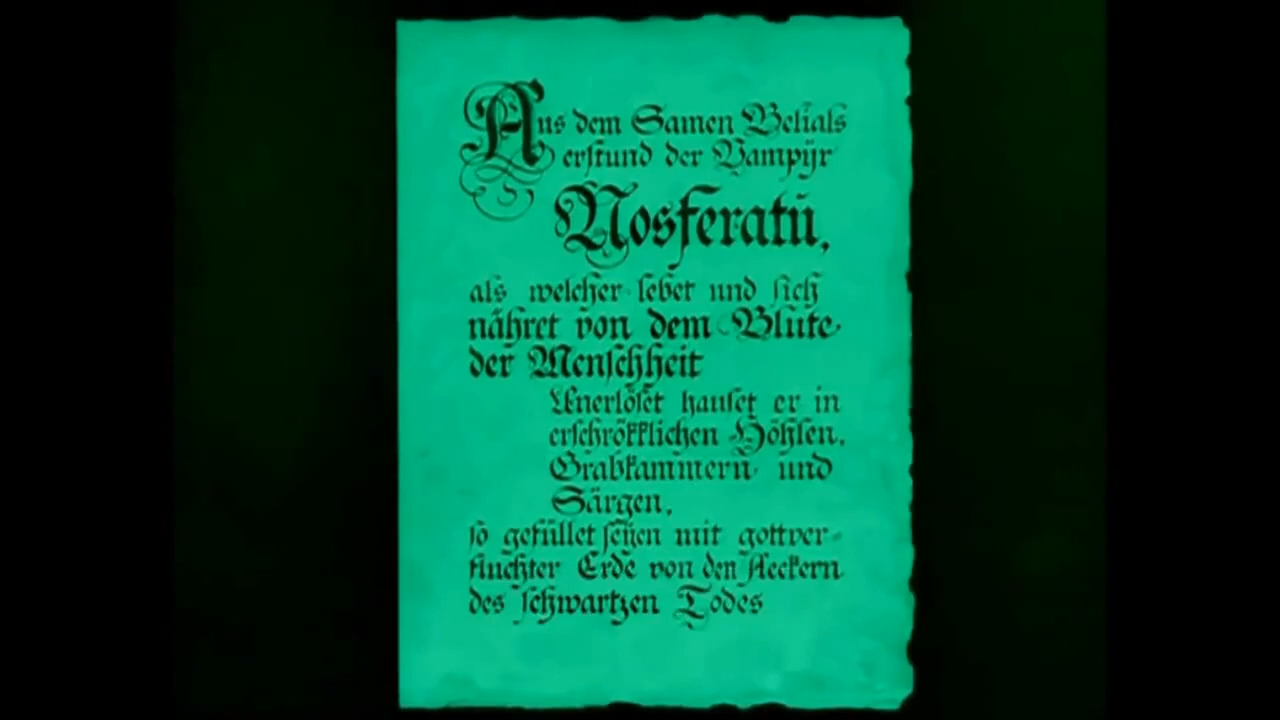 Aus dem Samen Belials
erstund der Vampyr
Nosferatu,
als welcher lebet und sich
nähret von dem Blute
der Menschheit
Unerlöset hauset er in
erschrökklichen Höhlen,
Grabkammern und
Särgen,
so gefüllet seyen mit gottver-
fluchter Erde von den Aeckern
des schwartzen Todes